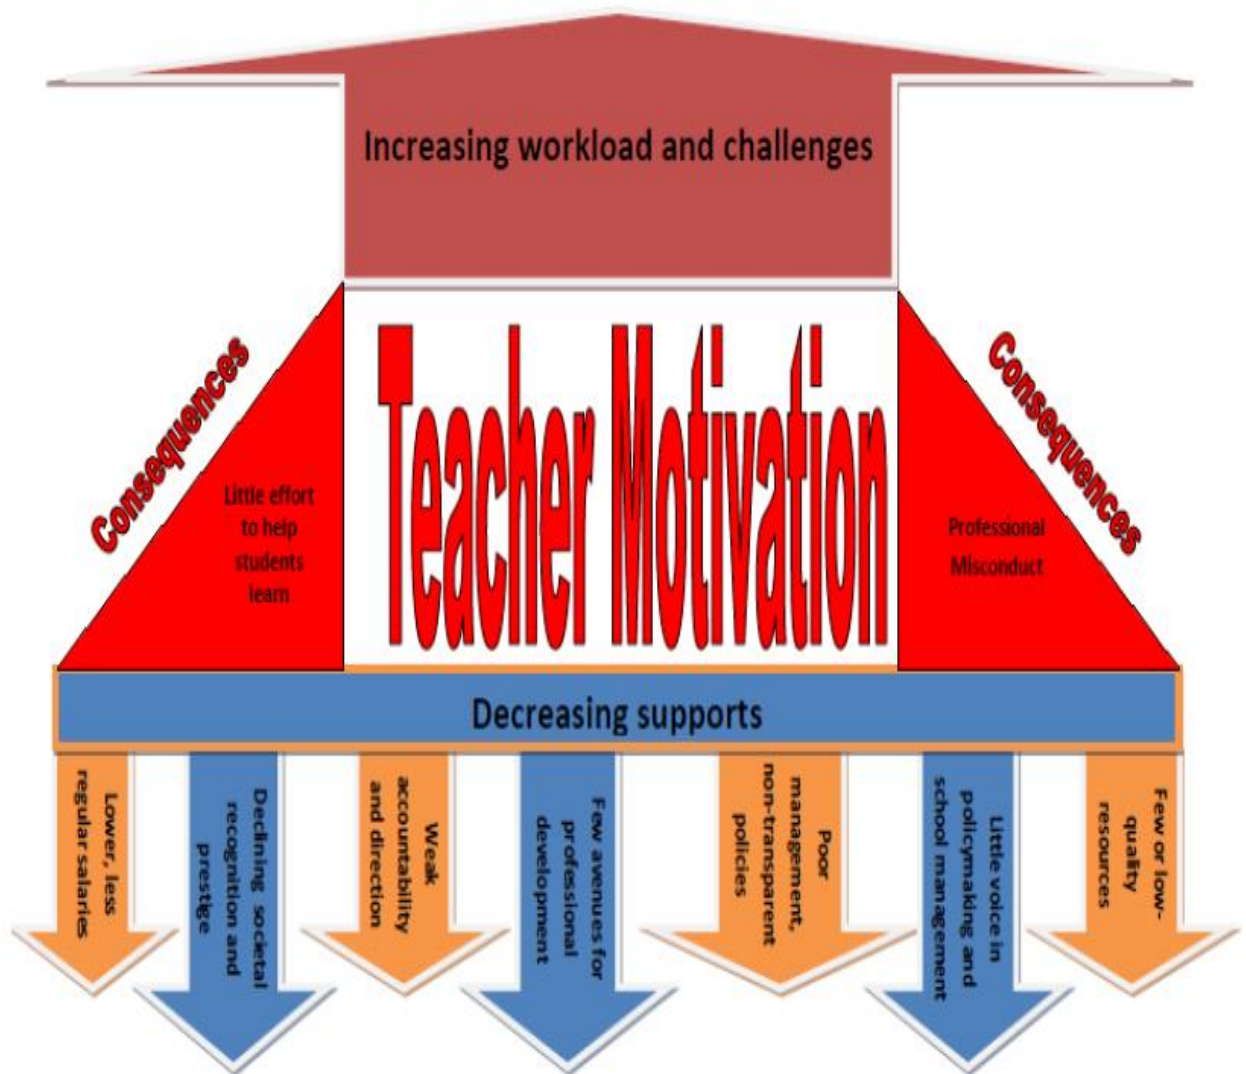 Increasing workload and challenges
Consequences
Little effort
to help
students
learn
Teacher Motivation
Consequences
Professional
Misconduct
Decreasing supports
Lower, less
regular salaries
Declining societal
recognition and
prestige
Weak
accountability
and direction
Few avenues for
professional
development
Poor
management,
non-transparent
policies
Little voice in
policymaking and
school management
Few or low-
quality
resources